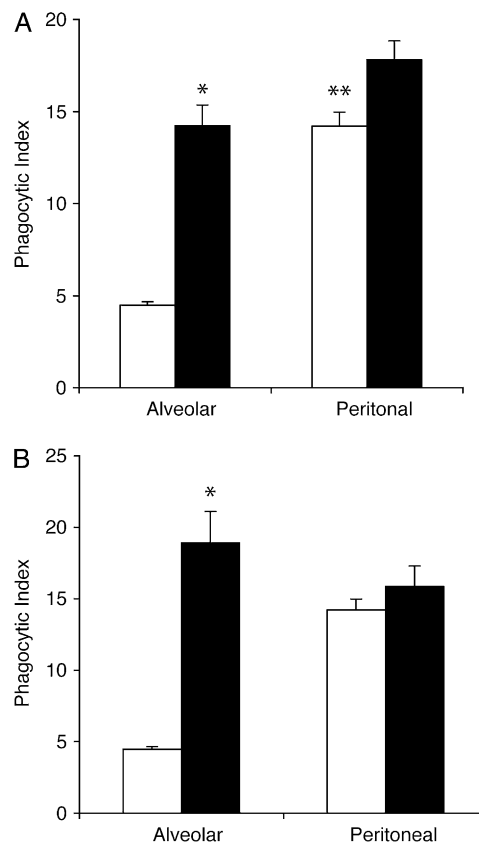 A
20
15
10
5
0
Phagocytic Index
*
**
Alveolar
Peritonal
B
25
20
15
10
5
0
Phagocytic Index
*
Alveolar
Peritoneal